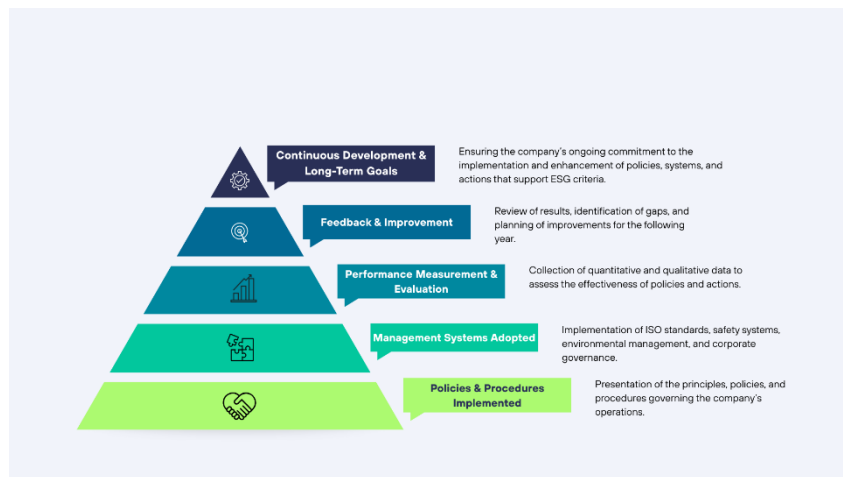 Continuous Development &
Long-Term Goals
Ensuring the company's ongoing commitment to the
implementation and enhancement of policies, systems, and
actions that support ESG criteria.
Feedback & Improvement
Review of results, identification of gaps, and
planning of improvements for the following
year.
Performance Measurement &
Evaluation
Collection of quantitative and qualitative data to
assess the effectiveness of policies and actions.
Management Systems Adopted
Implementation of ISO standards, safety systems,
environmental management, and corporate
governance.
Policies & Procedures
Implemented
Presentation of the principles, policies, and
procedures governing the company's
operations.